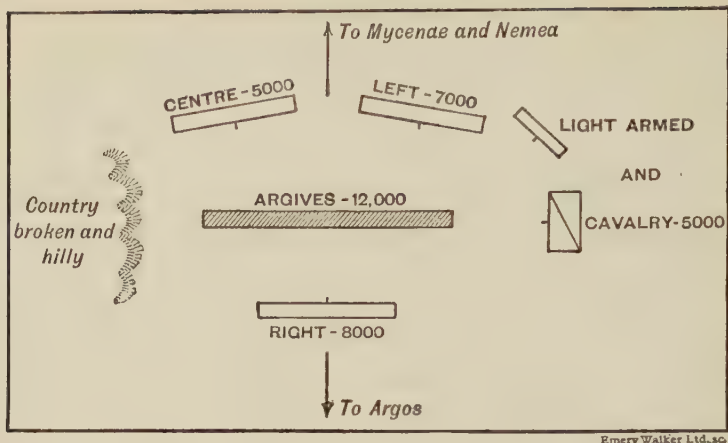 To Mycenae and Nemea
CENTRE-5000
LEFT-7000
LIGHT ARMED
AND
CAVALRY-5000
Country
broken and
hilly
ARGIVES-12,000
RIGHT-8000
To Argos
Emery Walker Ltd. sc.